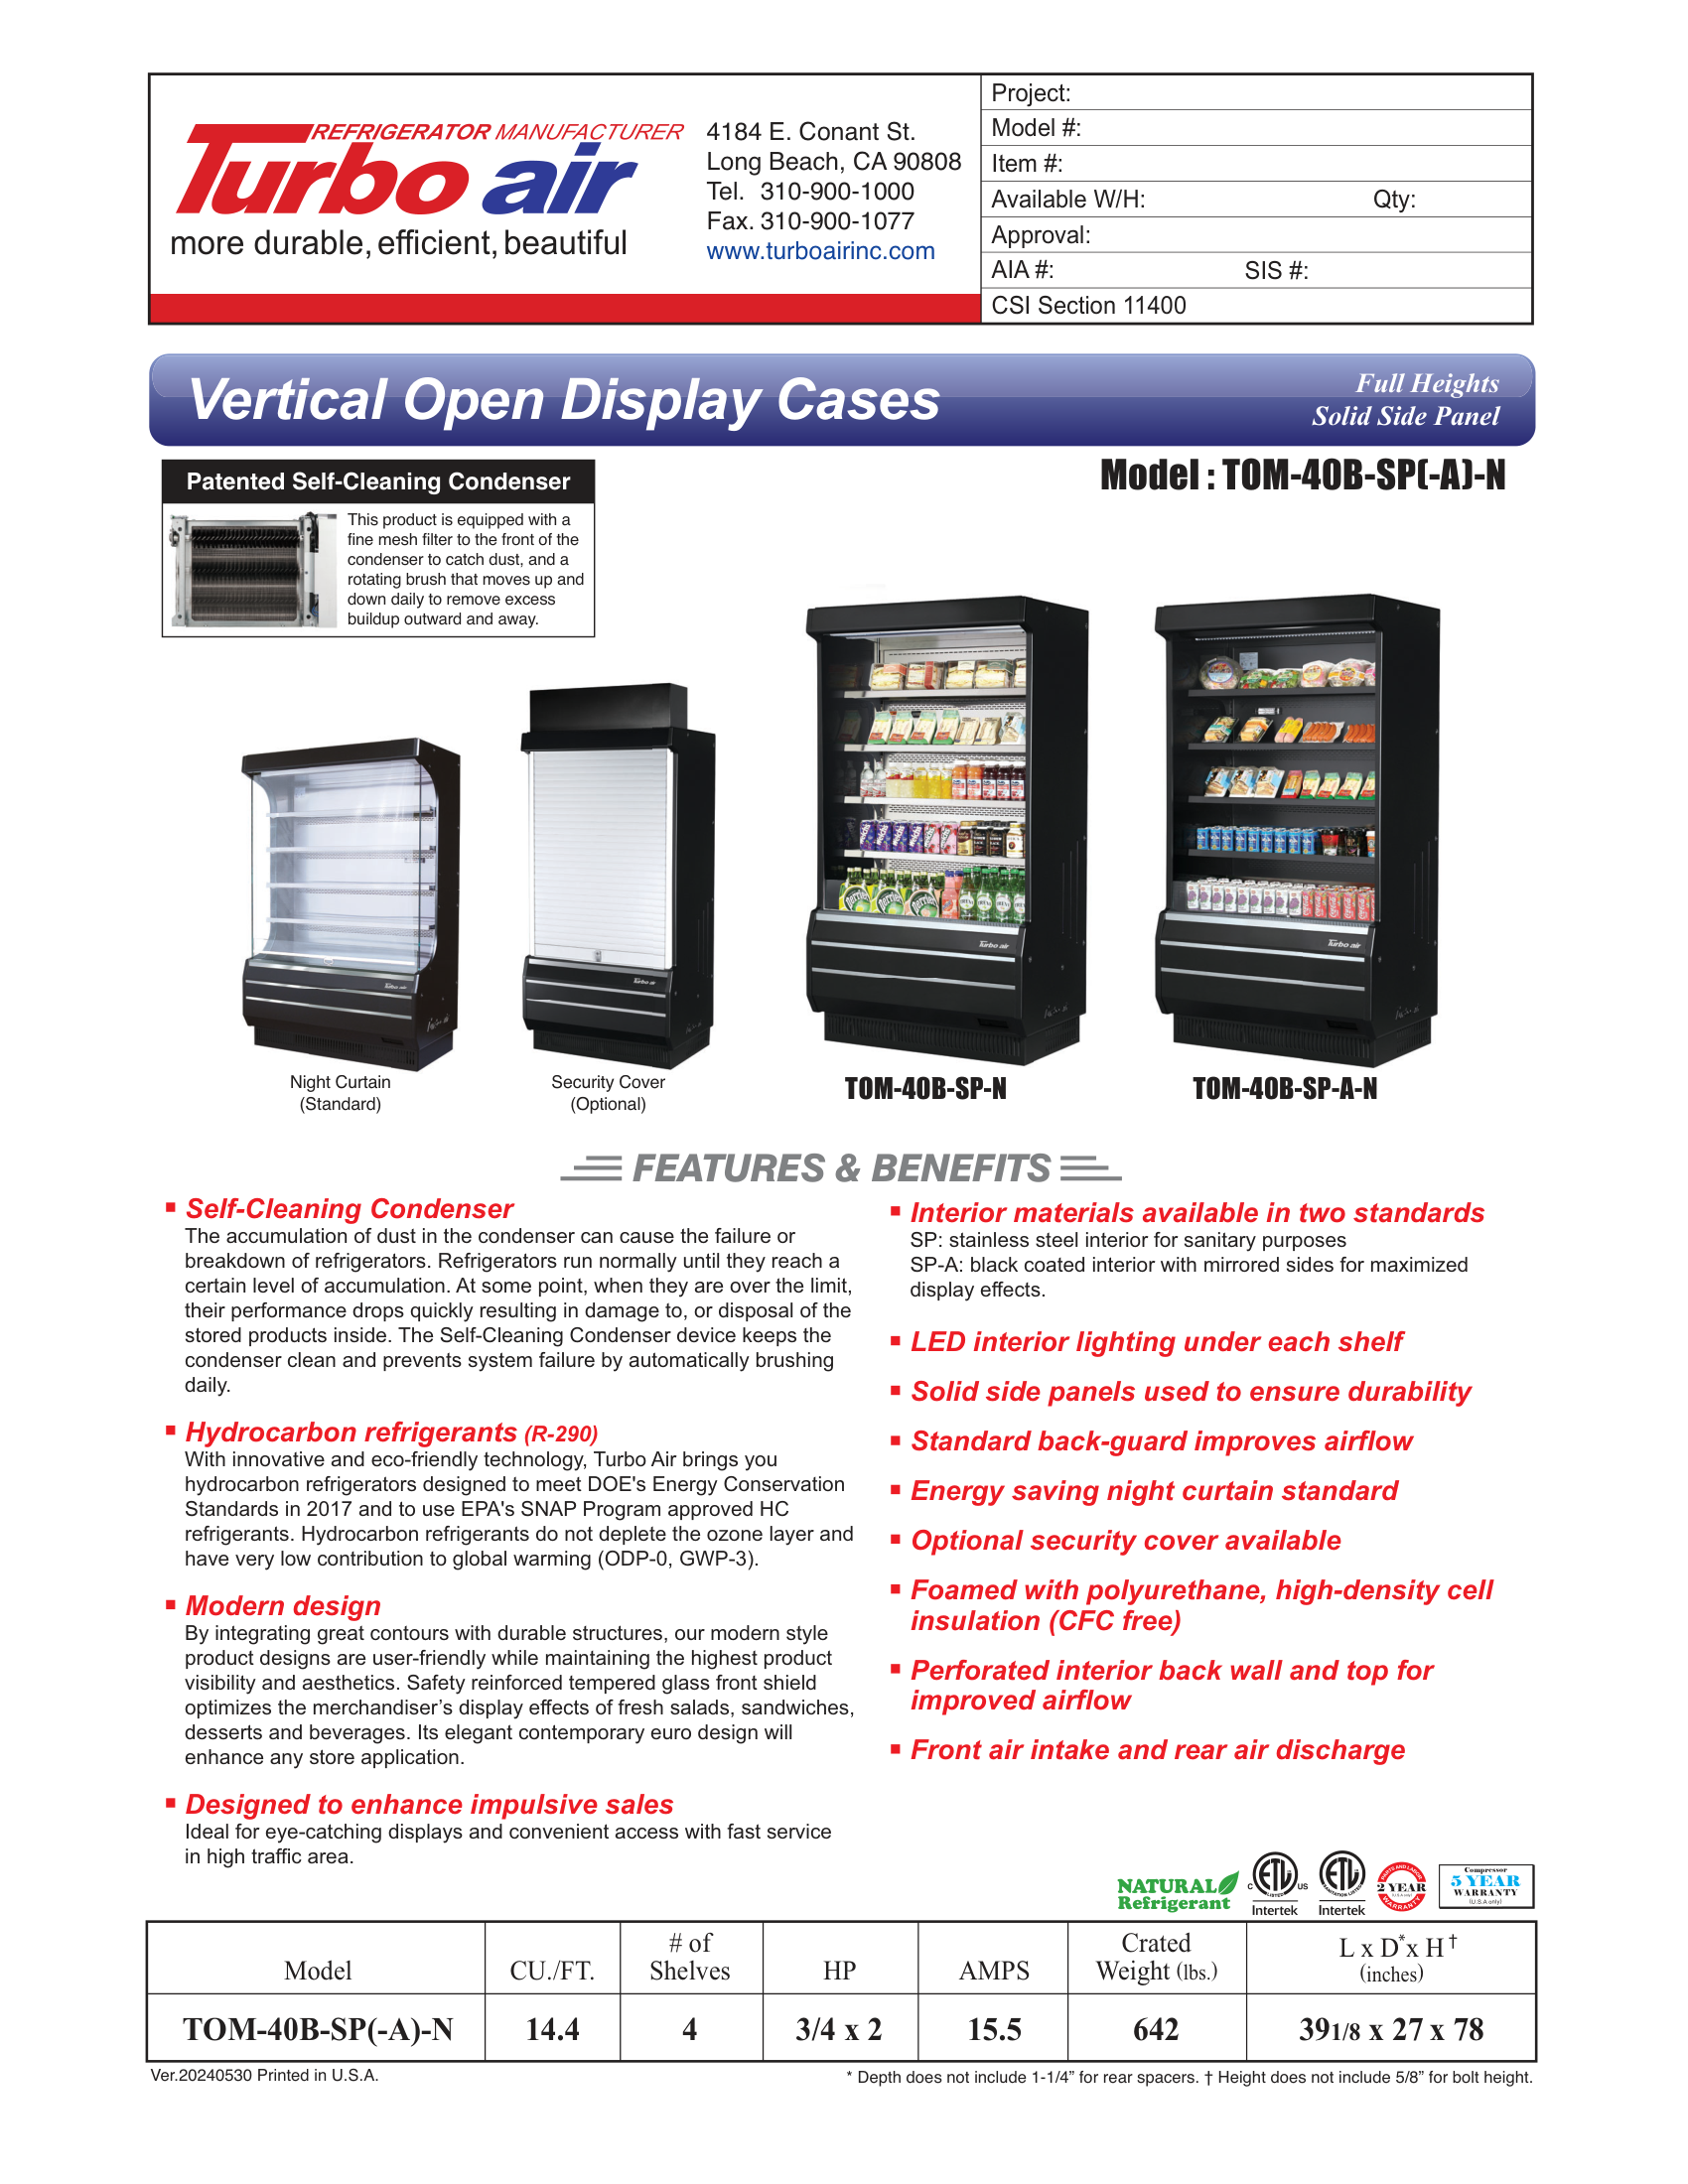 REFRIGERATOR MANUFACTURER
Turbo air
more durable, efficient, beautiful
4184 E. Conant St.
Long Beach, CA 90808
Tel. 310-900-1000
Fax. 310-900-1077
www.turboairinc.com
Project:
Model #:
Item #:
Available W/H: Qty:
Approval:
AIA #: SIS #:
CSI Section 11400
Vertical Open Display Cases
Full Heights
Solid Side Panel
Patented Self-Cleaning Condenser
This product is equipped with a
fine mesh filter to the front of the
condenser to catch dust, and a
rotating brush that moves up and
down daily to remove excess
buildup outward and away.
Model : TOM-40B-SP(-A)-N
Turbo air
Turbo air
Turbo air
Turbo air
Night Curtain
(Standard)
Security Cover
(Optional)
TOM-40B-SP-N
TOM-40B-SP-A-N
FEATURES & BENEFITS
▪ Self-Cleaning Condenser
The accumulation of dust in the condenser can cause the failure or
breakdown of refrigerators. Refrigerators run normally until they reach a
certain level of accumulation. At some point, when they are over the limit,
their performance drops quickly resulting in damage to, or disposal of the
stored products inside. The Self-Cleaning Condenser device keeps the
condenser clean and prevents system failure by automatically brushing
daily.
▪ Hydrocarbon refrigerants (R-290)
With innovative and eco-friendly technology, Turbo Air brings you
hydrocarbon refrigerators designed to meet DOE's Energy Conservation
Standards in 2017 and to use EPA's SNAP Program approved HC
refrigerants. Hydrocarbon refrigerants do not deplete the ozone layer and
have very low contribution to global warming (ODP-0, GWP-3).
▪ Modern design
By integrating great contours with durable structures, our modern style
product designs are user-friendly while maintaining the highest product
visibility and aesthetics. Safety reinforced tempered glass front shield
optimizes the merchandiser’s display effects of fresh salads, sandwiches,
desserts and beverages. Its elegant contemporary euro design will
enhance any store application.
▪ Designed to enhance impulsive sales
Ideal for eye-catching displays and convenient access with fast service
in high traffic area.
▪ Interior materials available in two standards
SP: stainless steel interior for sanitary purposes
SP-A: black coated interior with mirrored sides for maximized
display effects.
▪ LED interior lighting under each shelf
▪ Solid side panels used to ensure durability
▪ Standard back-guard improves airflow
▪ Energy saving night curtain standard
▪ Optional security cover available
▪ Foamed with polyurethane, high-density cell
insulation (CFC free)
▪ Perforated interior back wall and top for
improved airflow
▪ Front air intake and rear air discharge
NATURAL
Refrigerant
C ETL US
LISTED
Intertek
ETL
Intertek
PARTS AND LABOR
2 YEAR
(U.S.A only)
WARRANTY
Compressor
5 YEAR
WARRANTY
(U.S.A only)
Model CU./FT. # of Shelves HP AMPS Crated Weight (lbs.) L x D* x H† (inches)
TOM-40B-SP(-A)-N 14.4 4 3/4 x 2 15.5 642 391/8 x 27 x 78
Ver.20240530 Printed in U.S.A.
* Depth does not include 1-1/4” for rear spacers. † Height does not include 5/8” for bolt height.